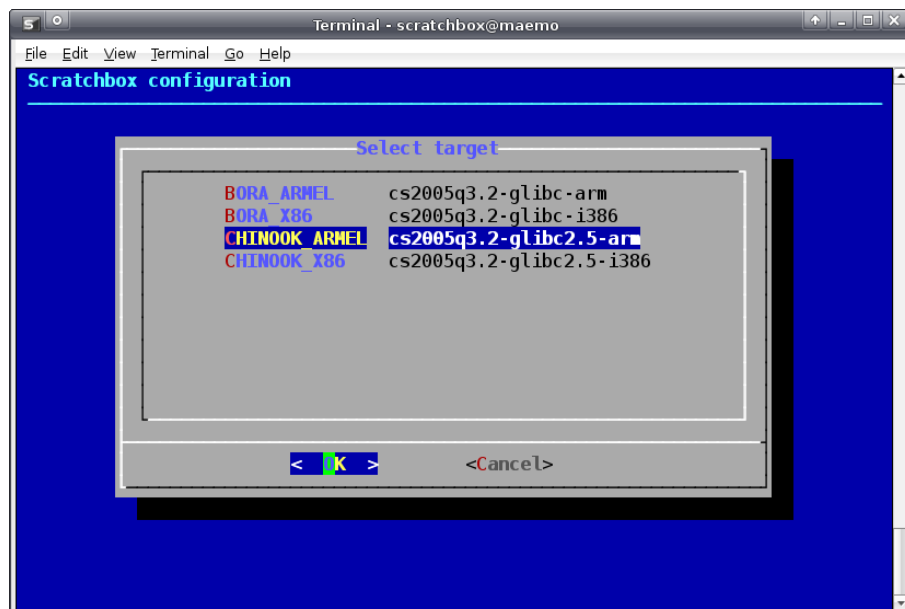 Terminal - scratchbox@maemo
File Edit View Terminal Go Help
Scratchbox configuration
Select target
BORA_ARMEL cs2005q3.2-glibc-arm
BORA_X86 cs2005q3.2-glibc-i386
CHINOOK_ARMEL cs2005q3.2-glibc2.5-arm
CHINOOK_X86 cs2005q3.2-glibc2.5-i386
< OK > <Cancel>